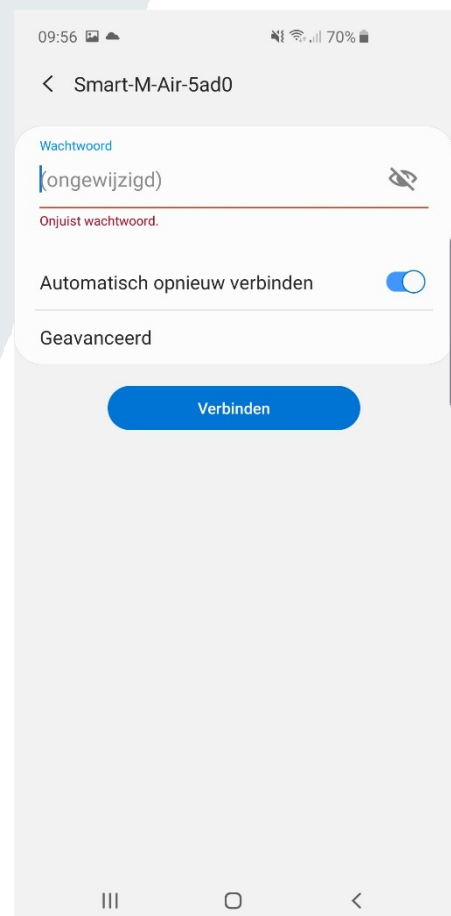 09:56 70%
Smart-M-Air-5ad0
Wachtwoord
(ongewijzigd)
Onjuist wachtwoord.
Automatisch opnieuw verbinden
Geavanceerd
Verbinden